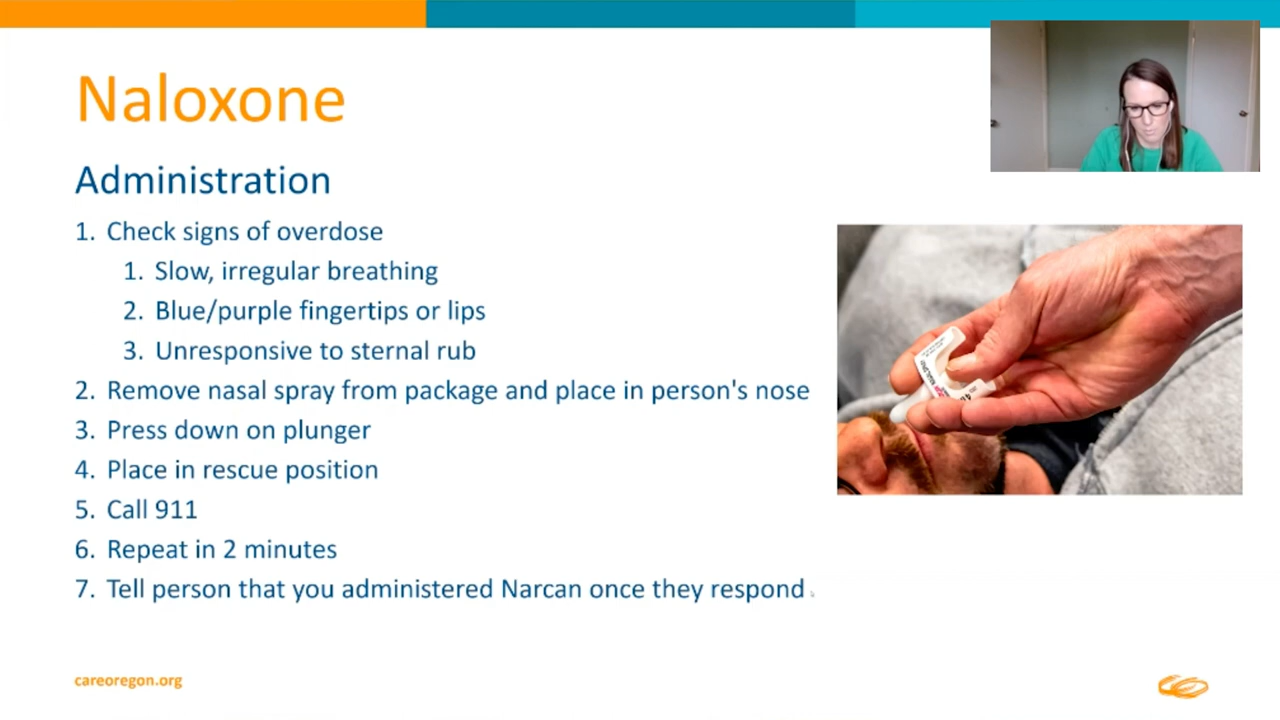 Naloxone
Administration
1. Check signs of overdose
1. Slow, irregular breathing
2. Blue/purple fingertips or lips
3. Unresponsive to sternal rub
2. Remove nasal spray from package and place in person's nose
3. Press down on plunger
4. Place in rescue position
5. Call 911
6. Repeat in 2 minutes
7. Tell person that you administered Narcan once they respond
careoregon.org